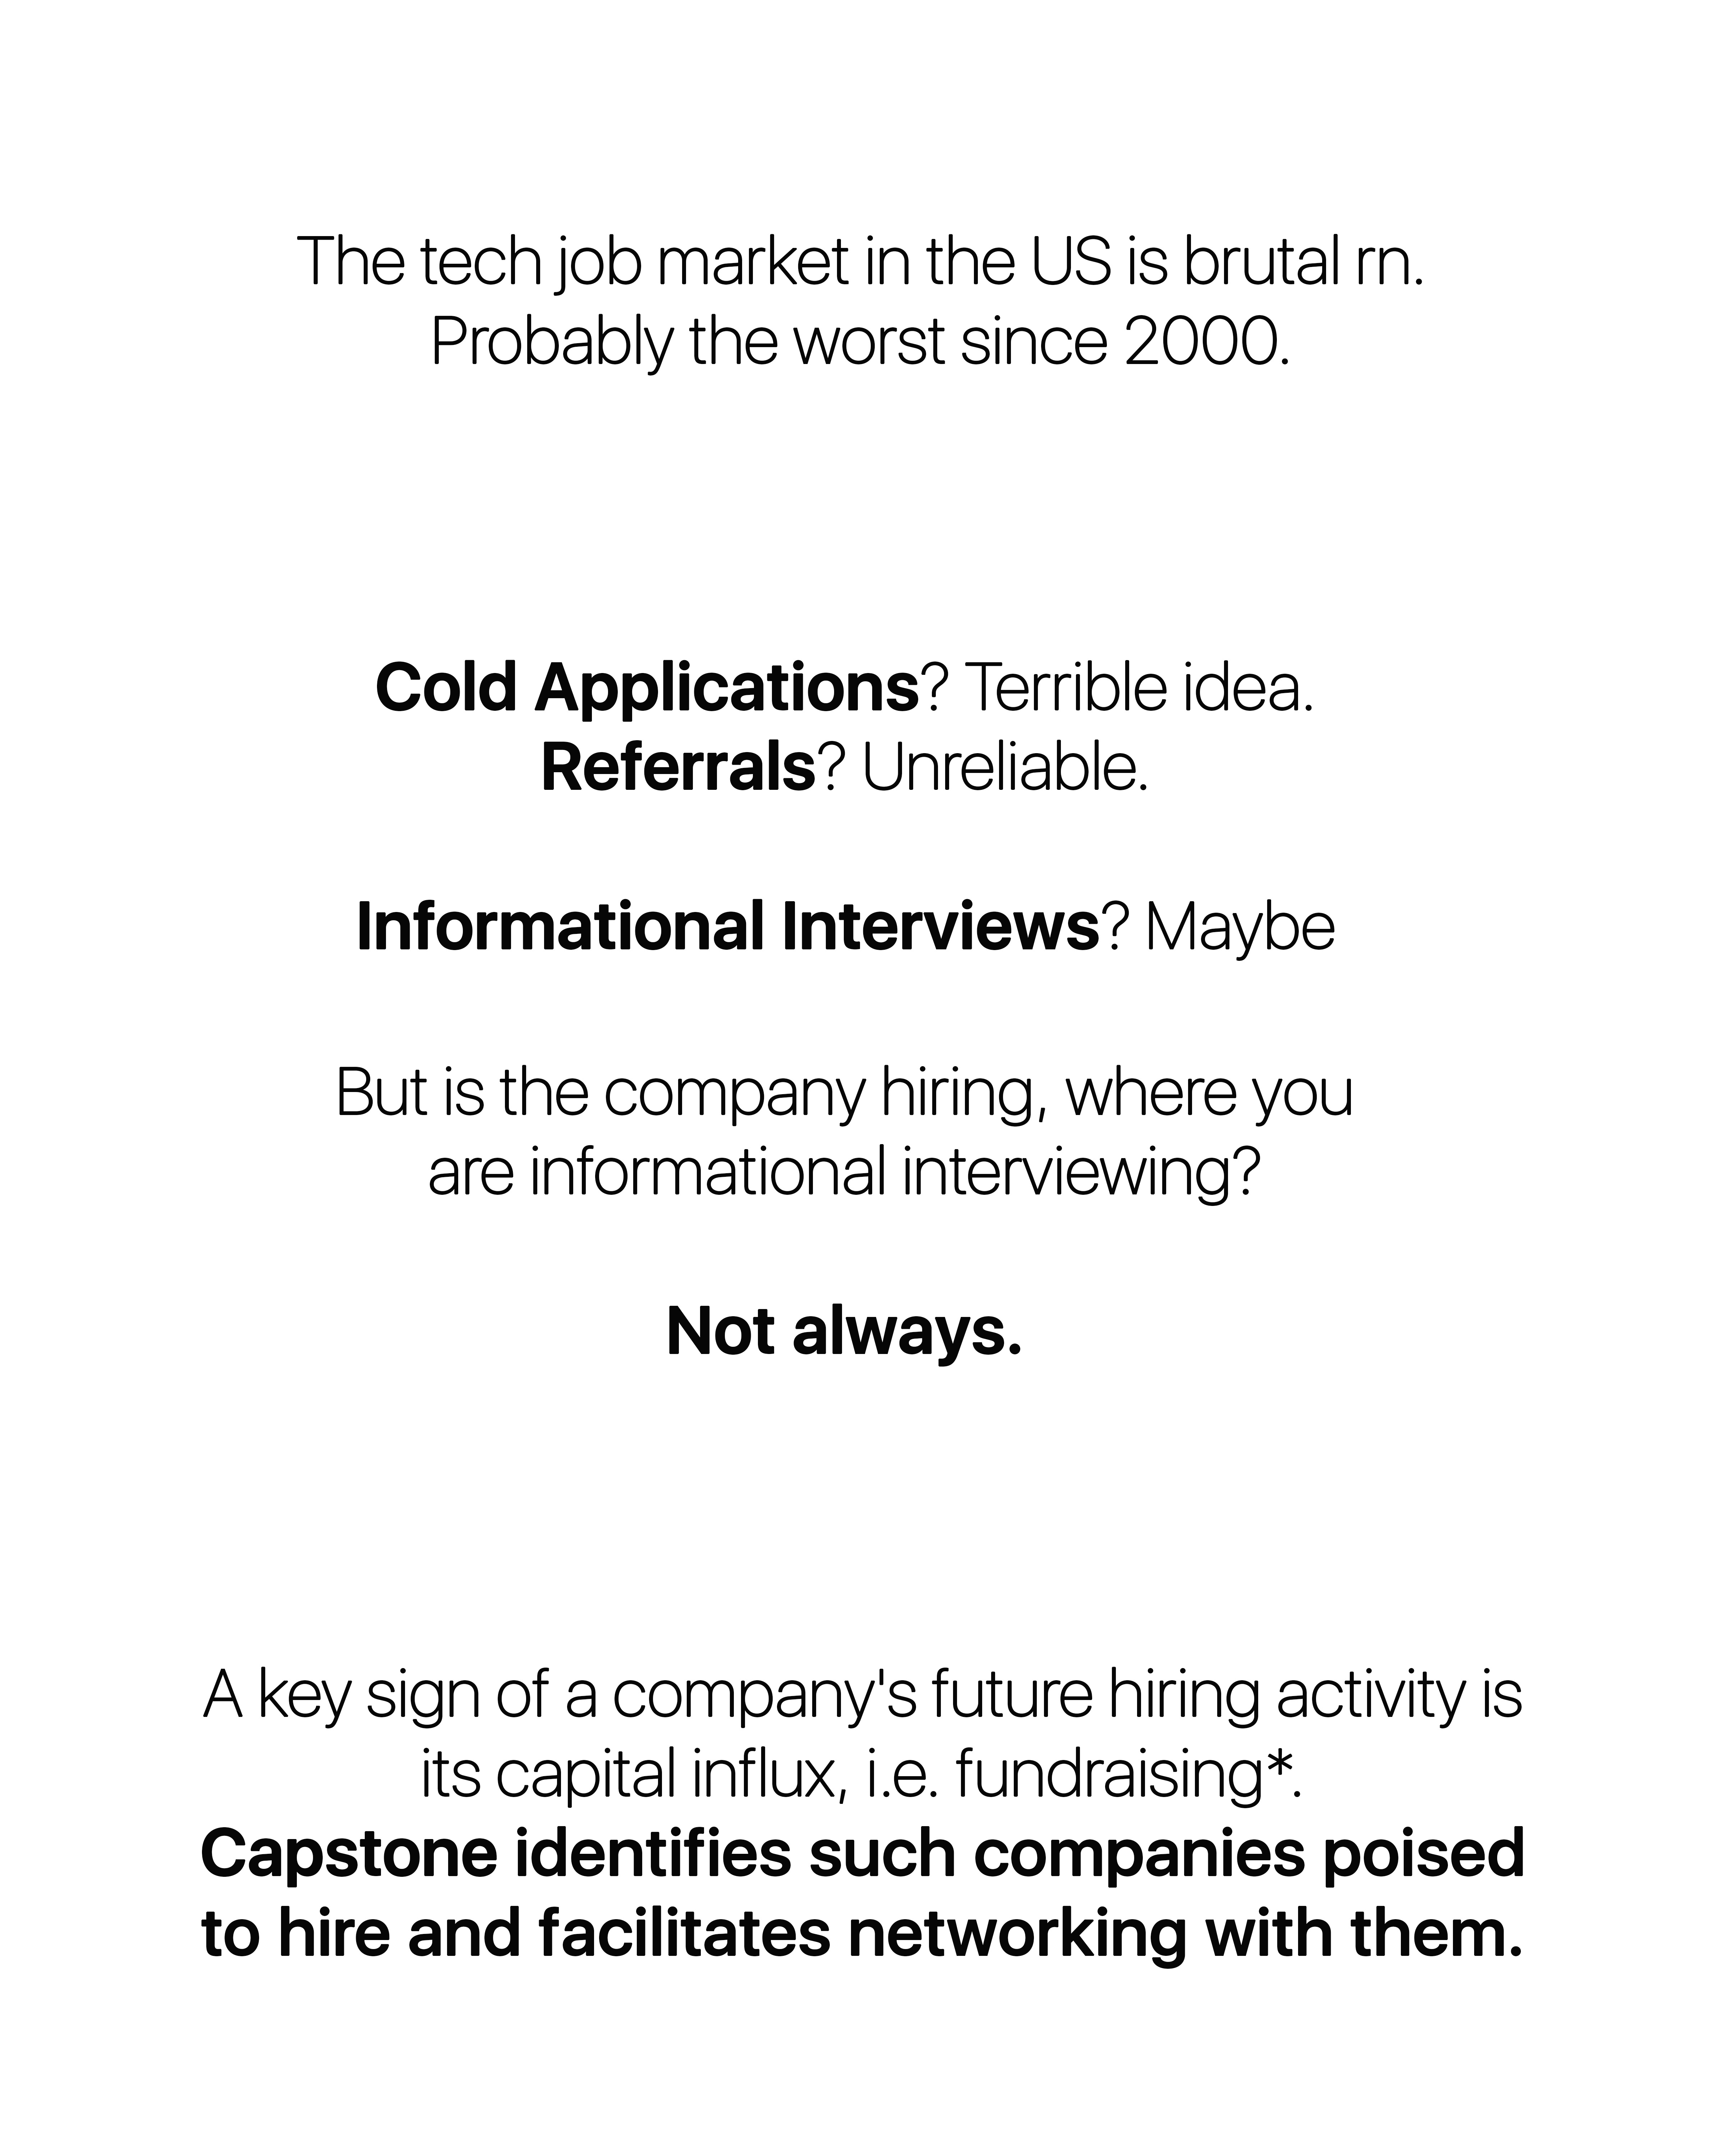 The tech job market in the US is brutal rn.
Probably the worst since 2000.
Cold Applications? Terrible idea.
Referrals? Unreliable.
Informational Interviews? Maybe
But is the company hiring, where you
are informational interviewing?
Not always.
A key sign of a company's future hiring activity is
its capital influx, i.e. fundraising*.
Capstone identifies such companies poised
to hire and facilitates networking with them.